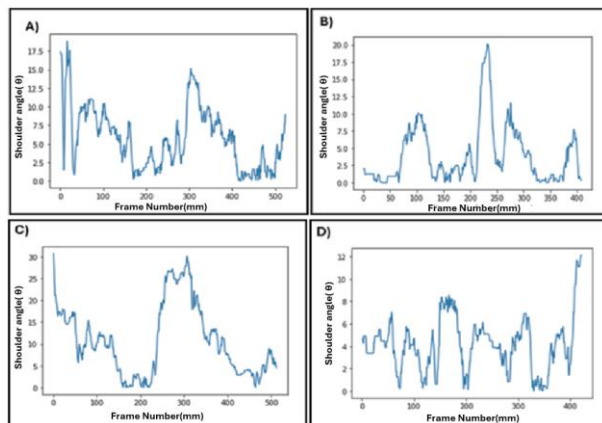 A)
Shoulder angle( θ)
17.5
15.0
12.5
10.0
7.5
5.0
2.5
0.0
0 100 200 300 400 500
Frame Number(mm)
B)
Shoulder angle( θ)
20.0
17.5
15.0
12.5
10.0
7.5
5.0
2.5
0.0
0 50 100 150 200 250 300 350 400
Frame Number(mm)
C)
Shoulder angle( θ)
30
25
20
15
10
5
0
0 100 200 300 400 500
Frame Number(mm)
D)
Shoulder angle( θ)
12
10
8
6
4
2
0
0 100 200 300 400
Frame Number(mm)